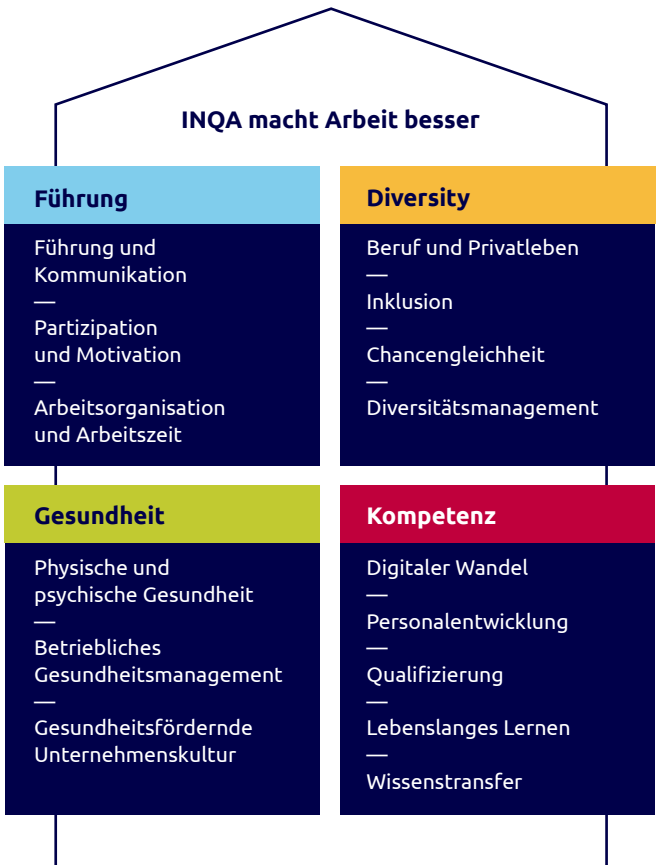 INQA macht Arbeit besser
Führung
Führung und
Kommunikation
—
Partizipation
und Motivation
—
Arbeitsorganisation
und Arbeitszeit
Diversity
Beruf und Privatleben
—
Inklusion
—
Chancengleichheit
—
Diversitätsmanagement
Gesundheit
Physische und
psychische Gesundheit
—
Betriebliches
Gesundheitsmanagement
—
Gesundheitsfördernde
Unternehmenskultur
Kompetenz
Digitaler Wandel
—
Personalentwicklung
—
Qualifizierung
—
Lebenslanges Lernen
—
Wissenstransfer